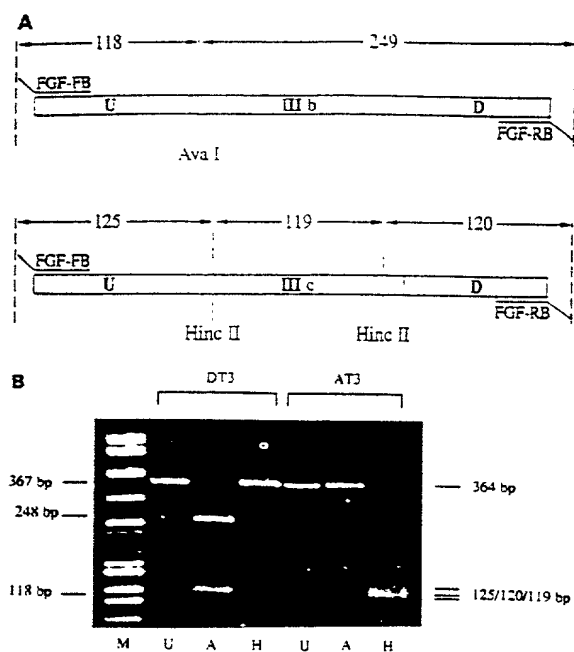 A
118 249
FGF-FB
U III b D
FGF-RB
Ava I
125 119 120
FGF-FB
U III c D
FGF-RB
Hinc II Hinc II
B
DT3 AT3
367 bp
364 bp
248 bp
118 bp
125/120/119 bp
M U A H U A H